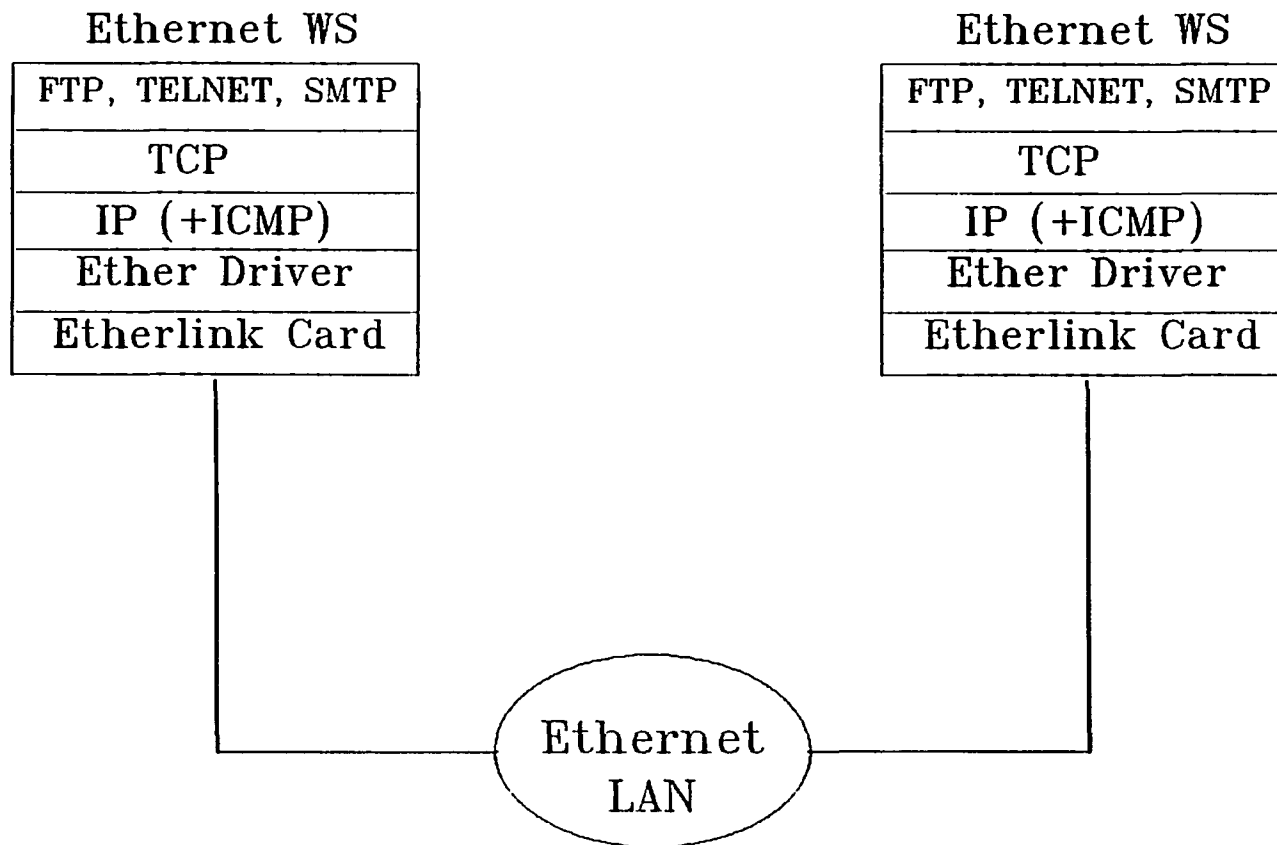 Ethernet WS
FTP, TELNET, SMTP
TCP
IP (+ICMP)
Ether Driver
Etherlink Card
Ethernet WS
FTP, TELNET, SMTP
TCP
IP (+ICMP)
Ether Driver
Etherlink Card
Ethernet
LAN